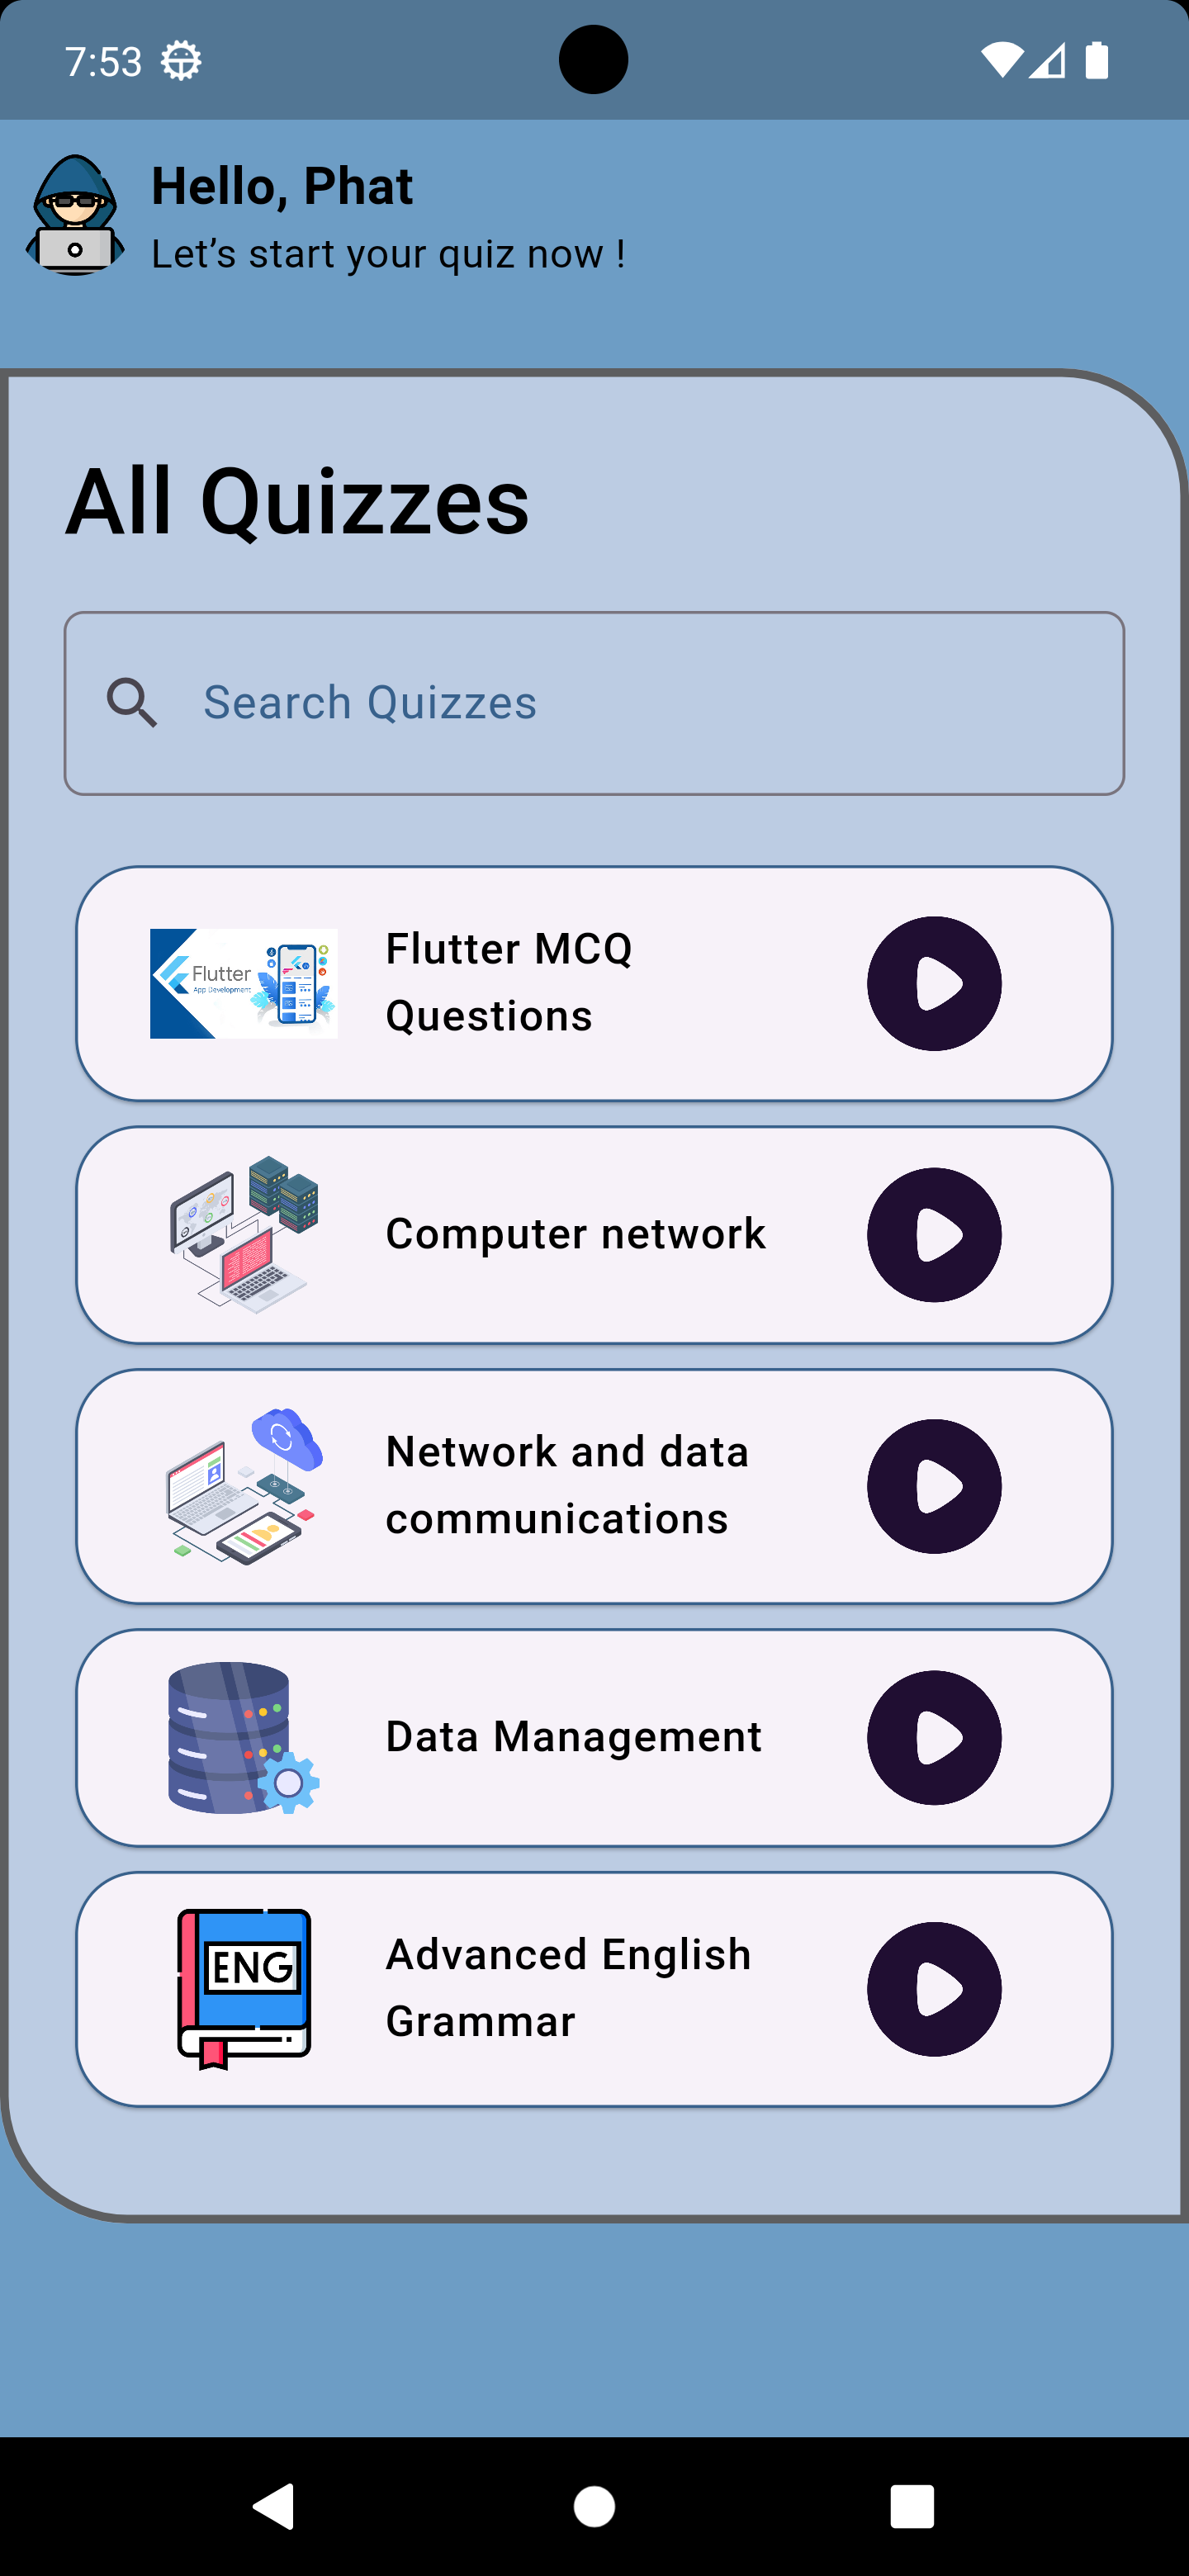 7:53
Hello, Phat
Let’s start your quiz now !
All Quizzes
Search Quizzes
Flutter
App Development
Flutter MCQ
Questions
Computer network
Network and data
communications
Data Management
ENG
Advanced English
Grammar